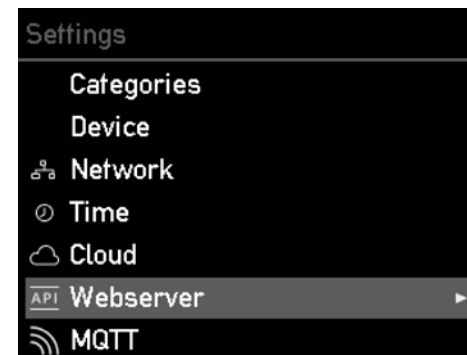 Settings
Categories
Device
Network
Time
Cloud
API Webserver
MQTT